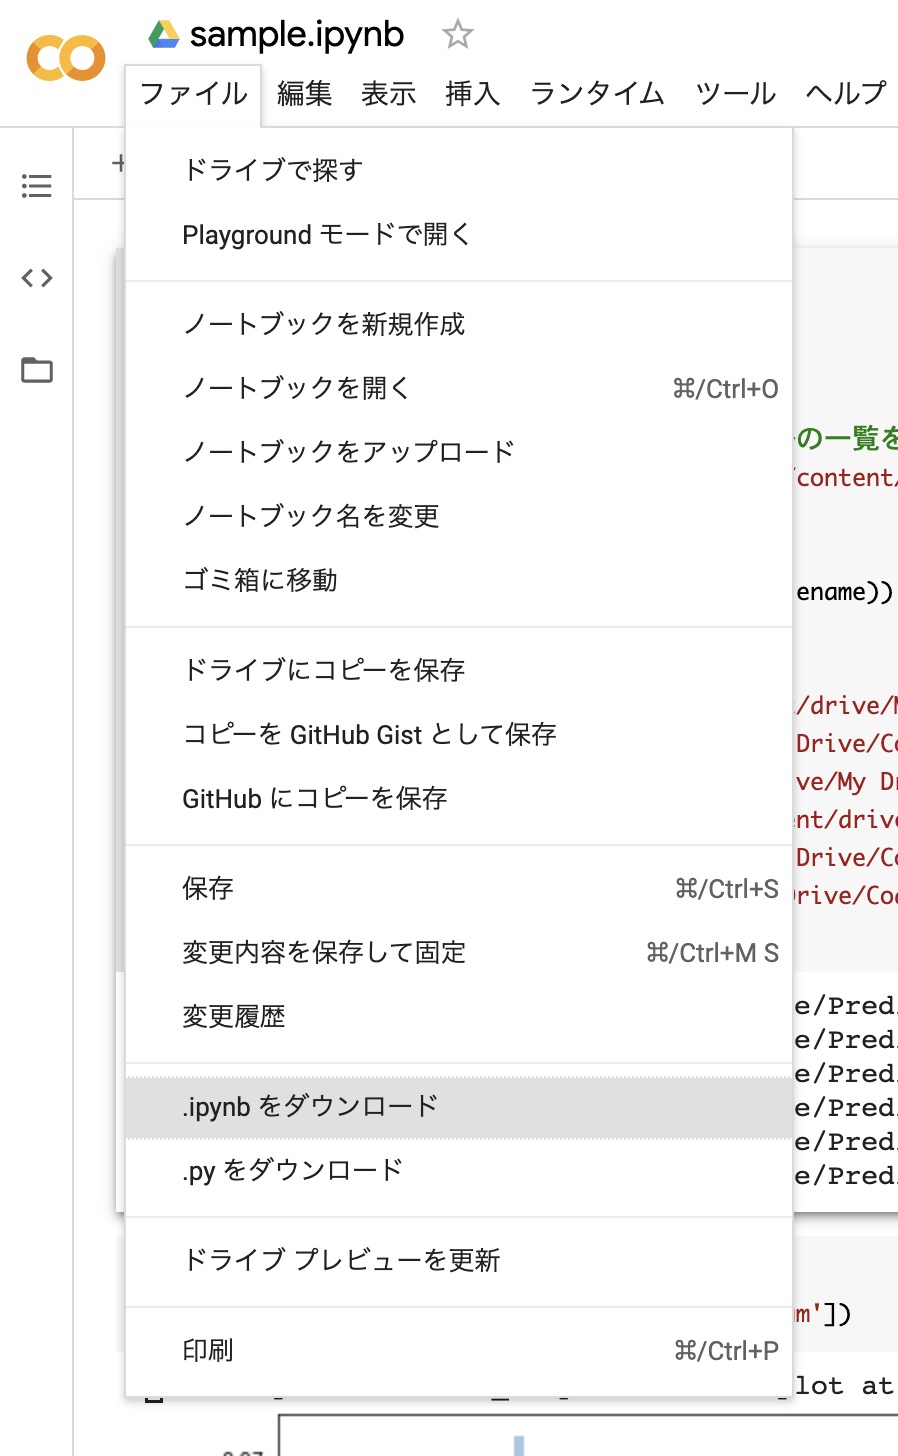 sample.ipynb
ファイル 編集 表示 挿入 ランタイム ツール ヘルプ
+
ドライブで探す
Playground モードで開く
ノートブックを新規作成
ノートブックを開く ⌘/Ctrl+O
ノートブックをアップロード
ノートブック名を変更
ゴミ箱に移動
ドライブにコピーを保存
コピーを GitHub Gist として保存
GitHub にコピーを保存
保存 ⌘/Ctrl+S
変更内容を保存して固定 ⌘/Ctrl+M S
変更履歴
.ipynb をダウンロード
.py をダウンロード
ドライブ プレビューを更新
印刷 ⌘/Ctrl+P
の一覧を
content/
ename))
/drive/
Drive/Co
ve/My D
nt/drive
Drive/Co
rive/Co
e/Pred
e/Pred
e/Pred
e/Pred
e/Pred
e/Pred
m'])
lot at